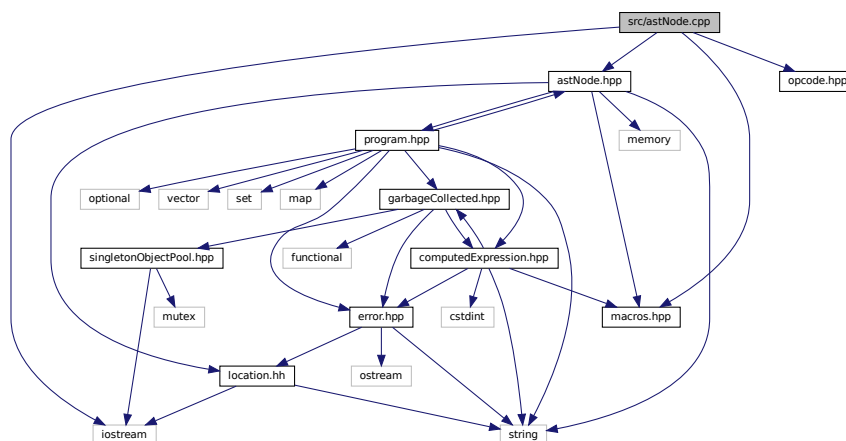 src/astNode.cpp
astNode.hpp
opcode.hpp
program.hpp
memory
optional
vector
set
map
garbageCollected.hpp
singletonObjectPool.hpp
functional
computedExpression.hpp
mutex
error.hpp
cstdint
macros.hpp
location.hh
ostream
iostream
string